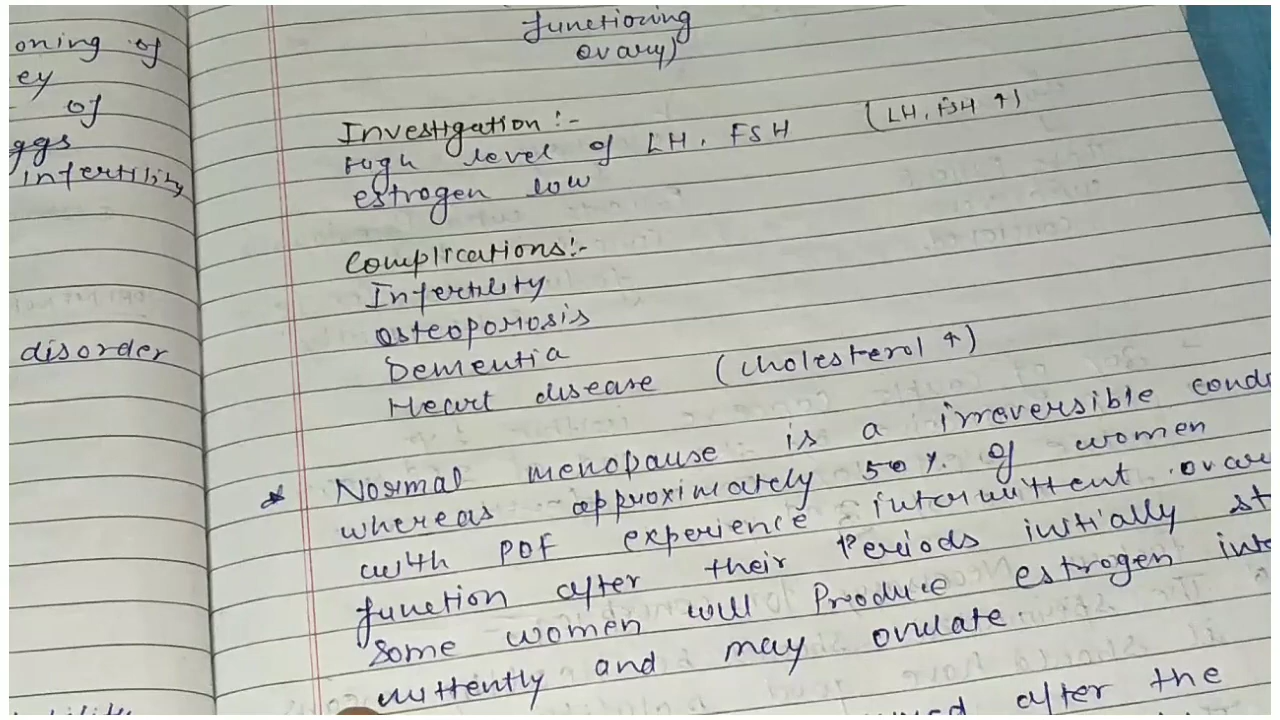 oning of
ey
of
ggs
infertility
disorder
functioning
ovary)
Investigation :-
High level of LH, FSH (LH, FSH ↑)
estrogen low
Complications:-
Infertility
Osteoporosis
Dementia
Heart disease (cholesterol ↑)
* Normal menopause is a irreversible cond
whereas approximately 50% of women
with POF experience intermittent ovar
function after their Periods initially st
Some women will Produce estrogen inte
mittently and may ovulate
after the